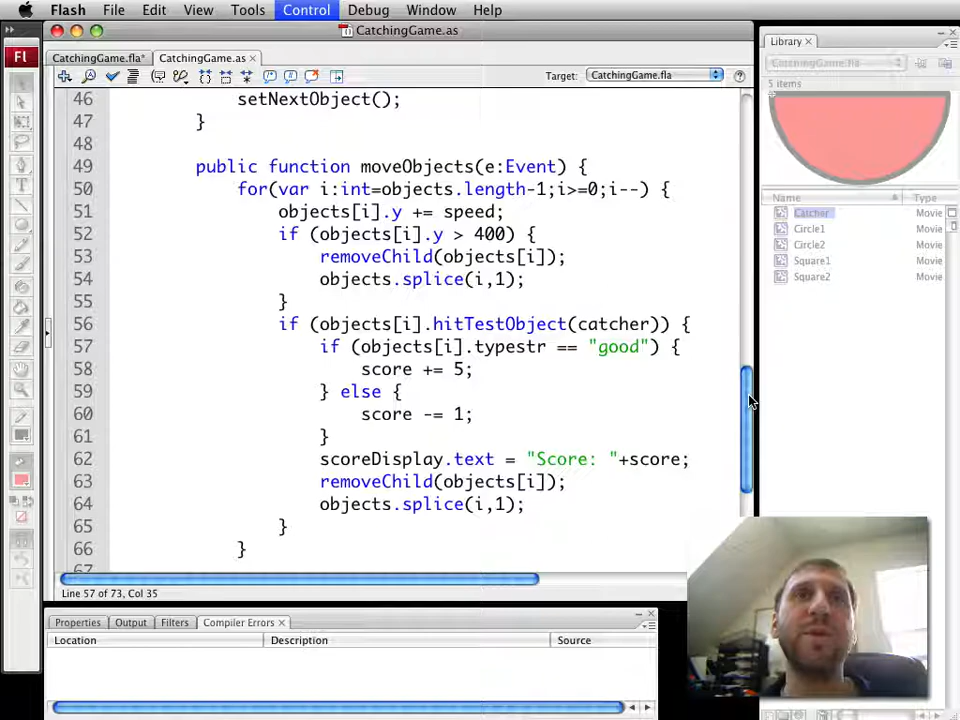 Flash File Edit View Tools Control Debug Window Help
CatchingGame.as
Fl
CatchingGame.fla* CatchingGame.as
Target: CatchingGame.fla
46 setNextObject();
47 }
48
49 public function moveObjects(e:Event) {
50 for(var i:int=objects.length-1;i>=0;i--) {
51 objects[i].y += speed;
52 if (objects[i].y > 400) {
53 removeChild(objects[i]);
54 objects.splice(i,1);
55 }
56 if (objects[i].hitTestObject(catcher)) {
57 if (objects[i].typestr == "good") {
58 score += 5;
59 } else {
60 score -= 1;
61 }
62 scoreDisplay.text = "Score: "+score;
63 removeChild(objects[i]);
64 objects.splice(i,1);
65 }
66 }
67
Line 57 of 73, Col 35
Properties Output Filters Compiler Errors
Location Description Source
Library
CatchingGame.fla
5 items
Name Type
Catcher Movie
Circle1 Movie
Circle2 Movie
Square1 Movie
Square2 Movie